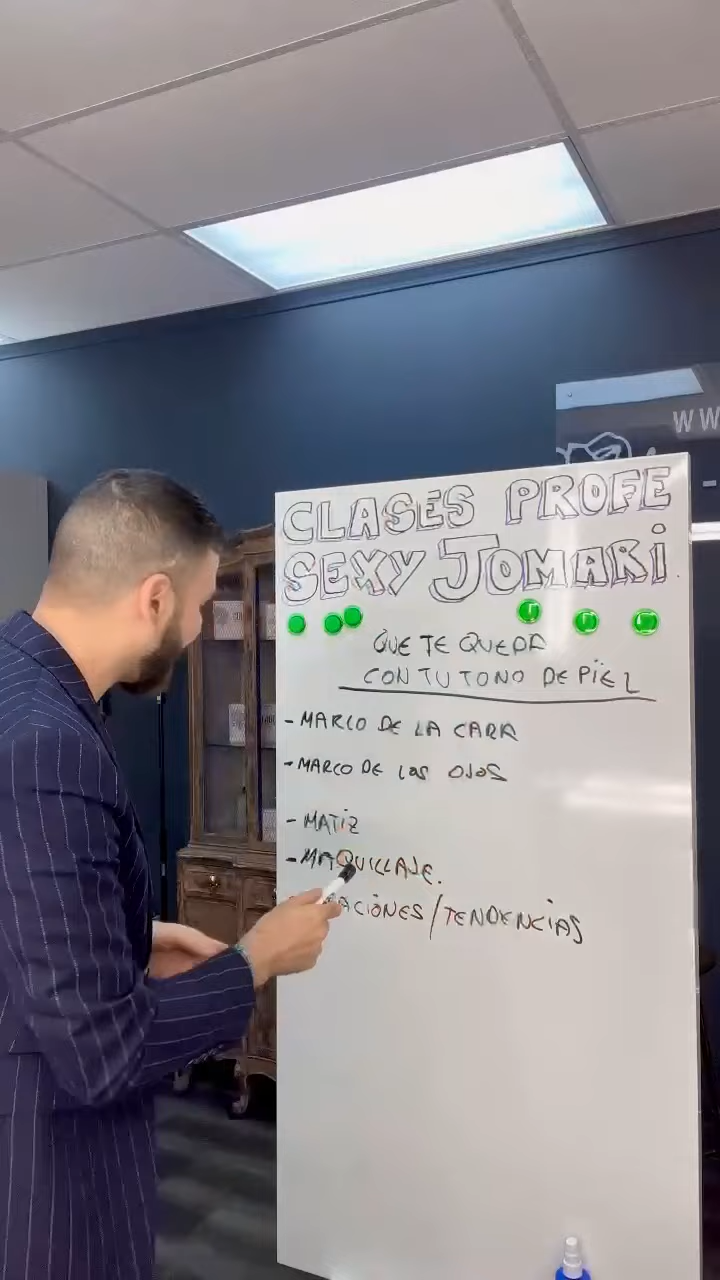 WW
CLASES PROFE
SEXY JOMARi
QUE TE QUEDA
CON TU TONO DE PiEL
- MARCO DE LA CARA
- MARCO DE LOS OJOS
- MATiZ
- MAQUILLAJE.
/TENDENCiAS